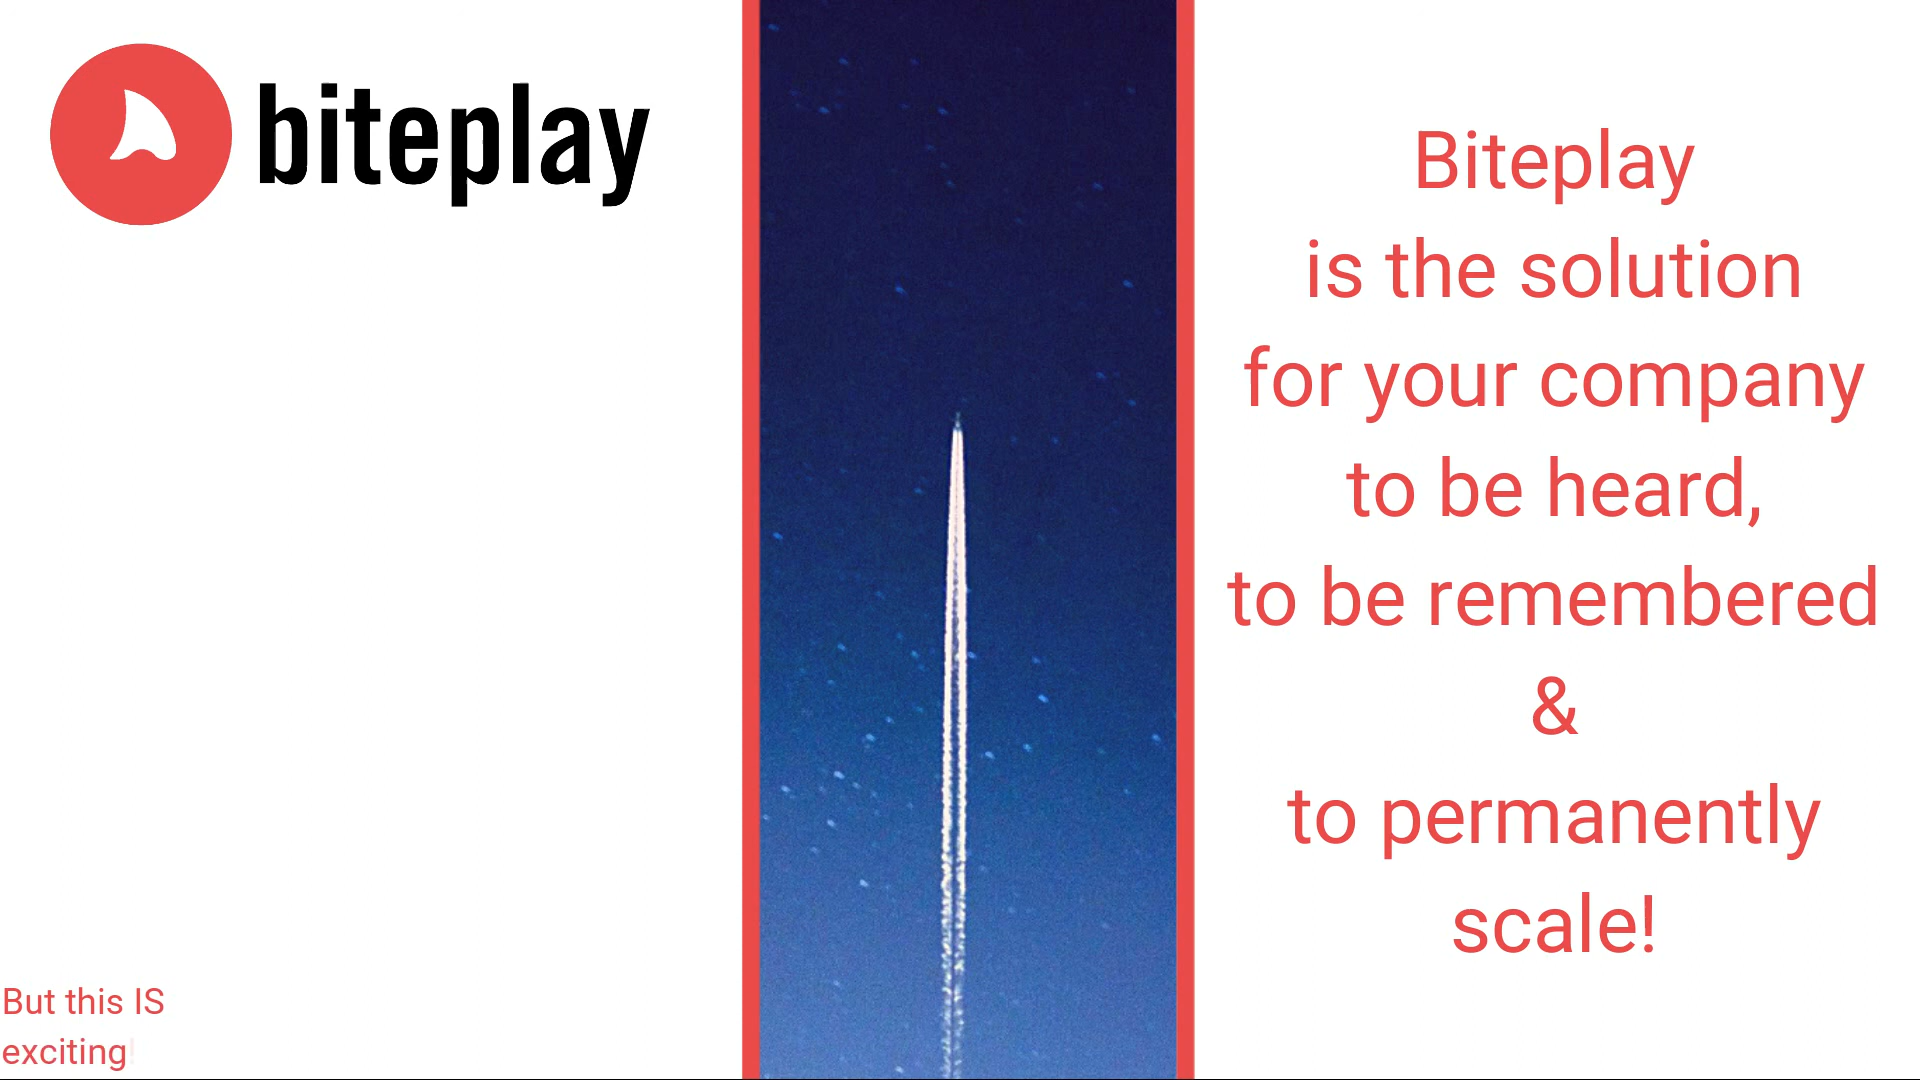 biteplay
Biteplay
is the solution
for your company
to be heard,
to be remembered
&
to permanently
scale!
But this IS
exciting!